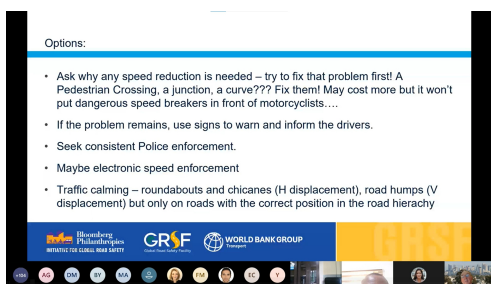 Options:
• Ask why any speed reduction is needed – try to fix that problem first! A
Pedestrian Crossing, a junction, a curve??? Fix them! May cost more but it won't
put dangerous speed breakers in front of motorcyclists….
• If the problem remains, use signs to warn and inform the drivers.
• Seek consistent Police enforcement.
• Maybe electronic speed enforcement
• Traffic calming – roundabouts and chicanes (H displacement), road humps (V
displacement) but only on roads with the correct position in the road hierachy
Bloomberg
Philanthropies
INITIATIVE FOR GLOBAL ROAD SAFETY
GRSF
Global Road Safety Facility
WORLD BANK GROUP
Transport
GRSF
AG DM BY MA FM EC Y